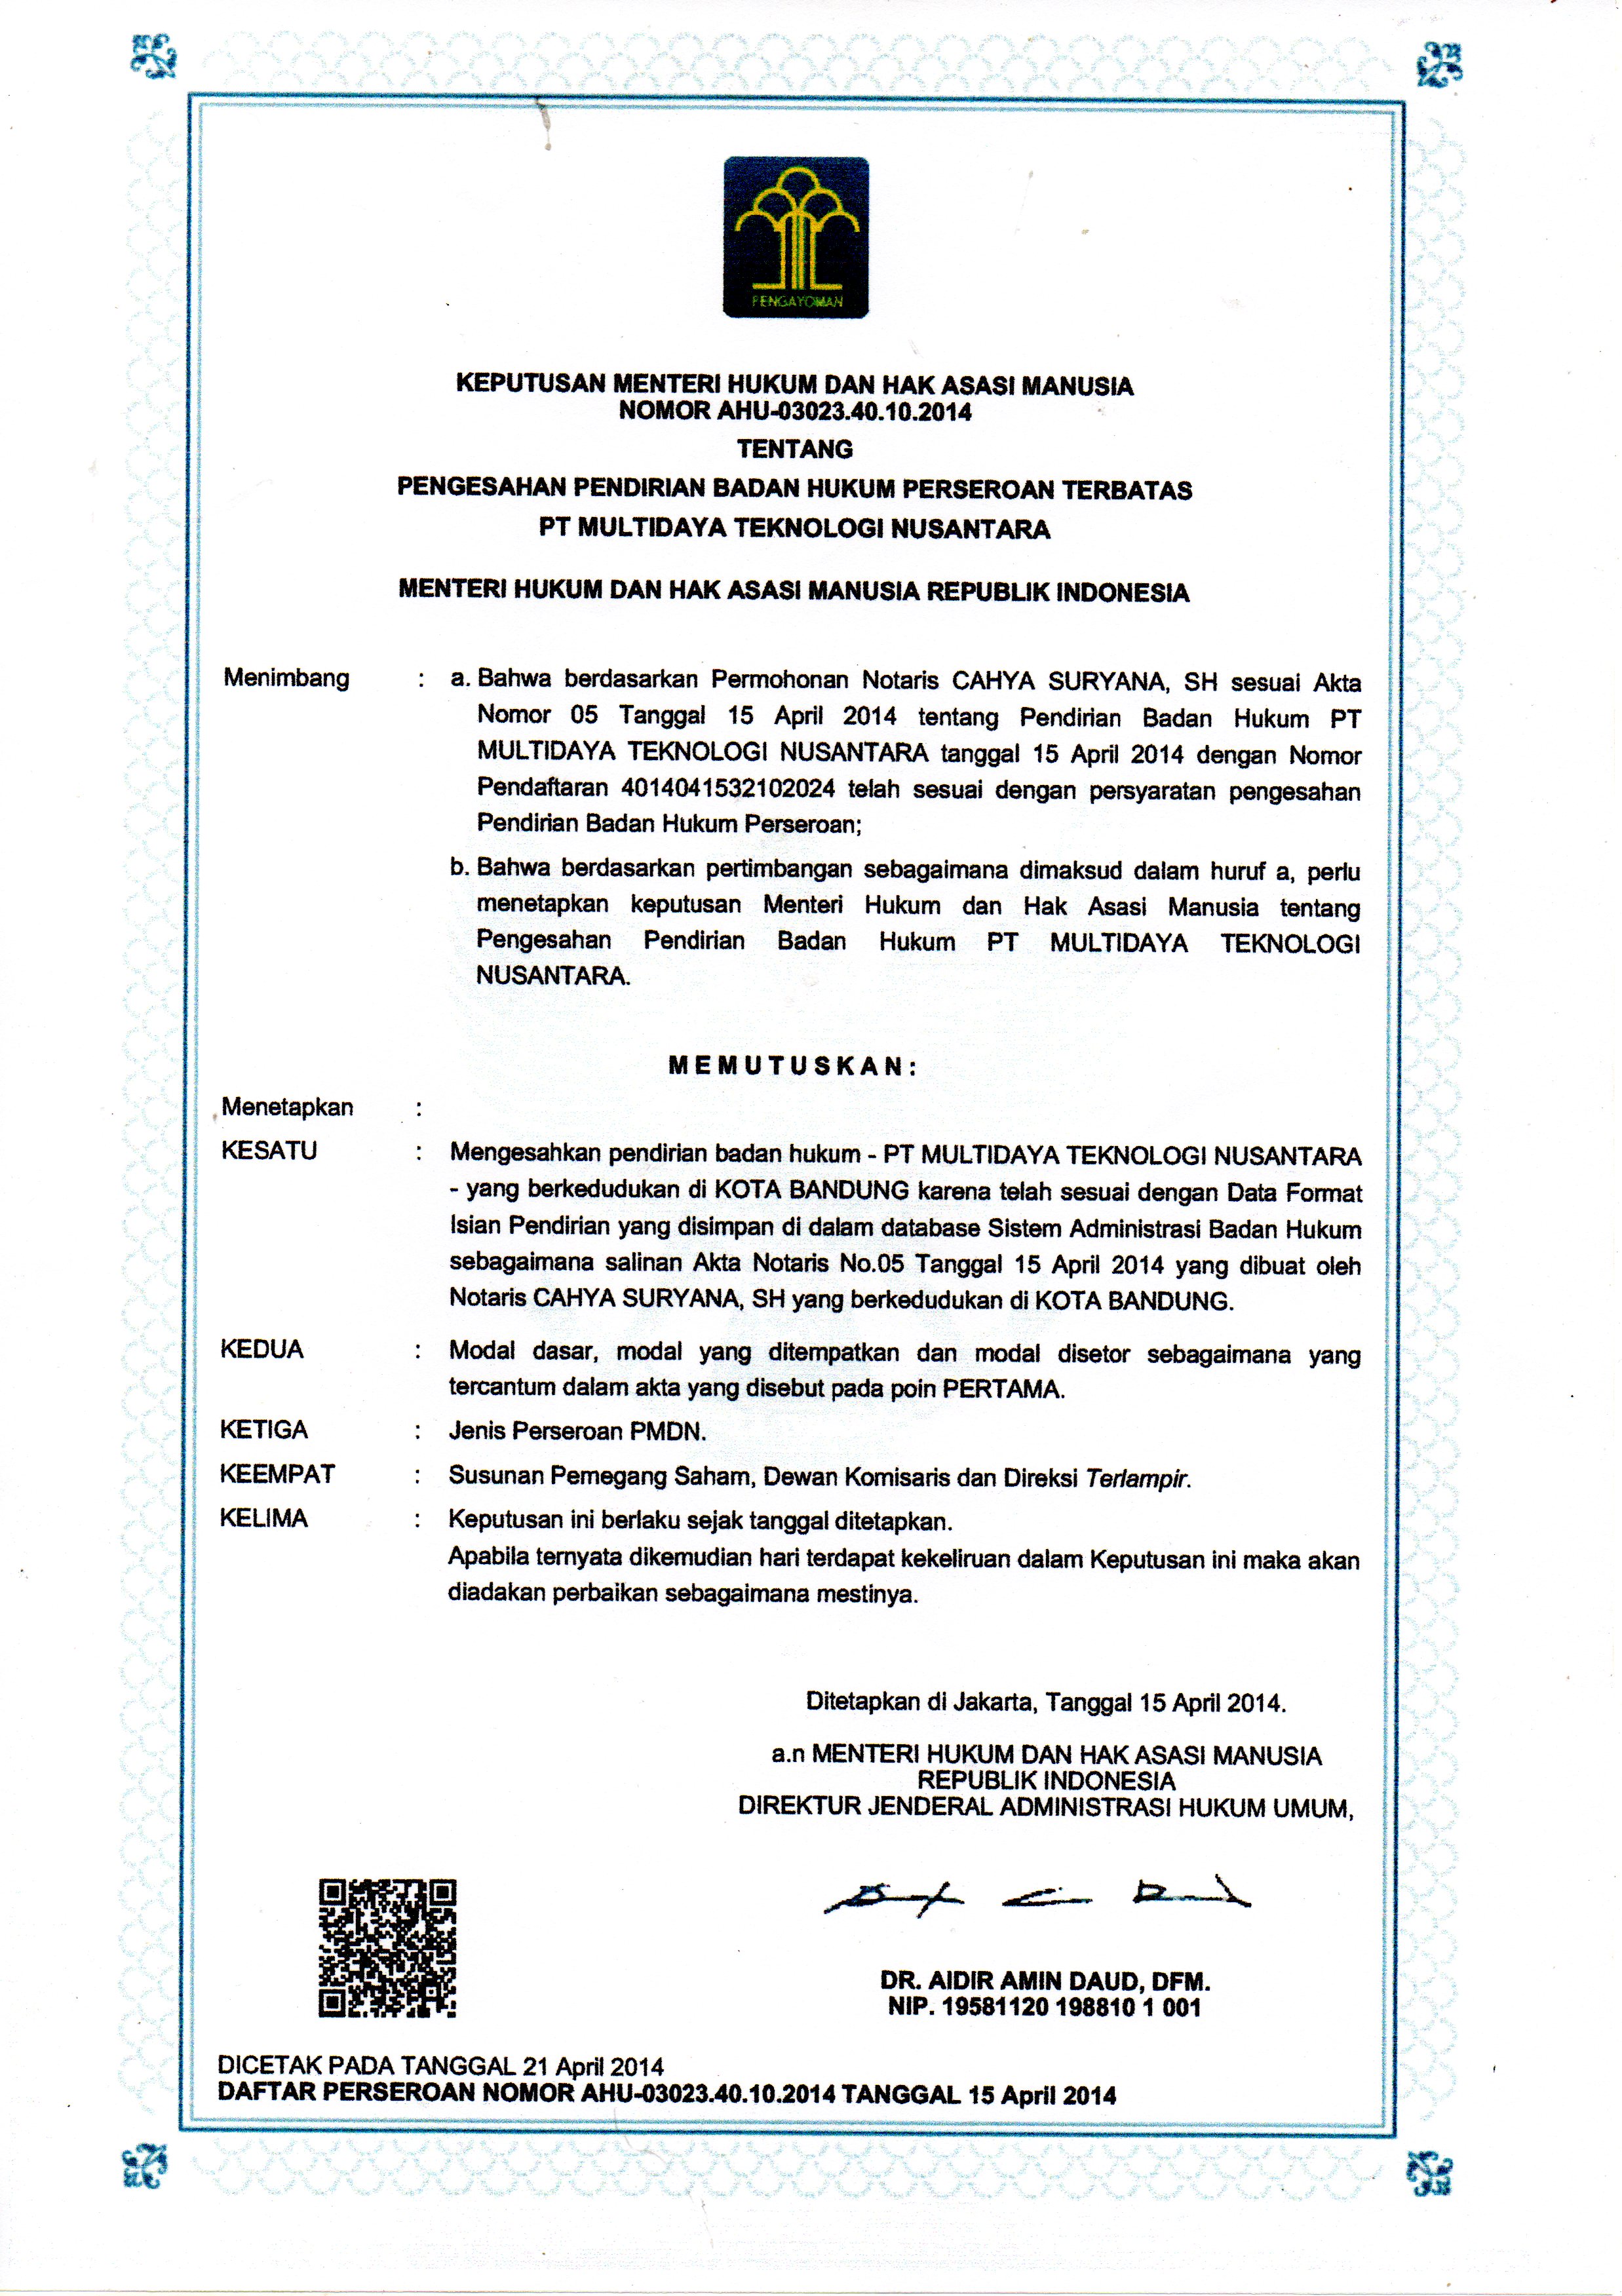 PENGAYOMAN
KEPUTUSAN MENTERI HUKUM DAN HAK ASASI MANUSIA
NOMOR AHU-03023.40.10.2014
TENTANG
PENGESAHAN PENDIRIAN BADAN HUKUM PERSEROAN TERBATAS
PT MULTIDAYA TEKNOLOGI NUSANTARA
MENTERI HUKUM DAN HAK ASASI MANUSIA REPUBLIK INDONESIA
Menimbang : a. Bahwa berdasarkan Permohonan Notaris CAHYA SURYANA, SH sesuai Akta
Nomor 05 Tanggal 15 April 2014 tentang Pendirian Badan Hukum PT
MULTIDAYA TEKNOLOGI NUSANTARA tanggal 15 April 2014 dengan Nomor
Pendaftaran 4014041532102024 telah sesuai dengan persyaratan pengesahan
Pendirian Badan Hukum Perseroan;
b. Bahwa berdasarkan pertimbangan sebagaimana dimaksud dalam huruf a, perlu
menetapkan keputusan Menteri Hukum dan Hak Asasi Manusia tentang
Pengesahan Pendirian Badan Hukum PT MULTIDAYA TEKNOLOGI
NUSANTARA.
M E M U T U S K A N :
Menetapkan :
KESATU : Mengesahkan pendirian badan hukum - PT MULTIDAYA TEKNOLOGI NUSANTARA
- yang berkedudukan di KOTA BANDUNG karena telah sesuai dengan Data Format
Isian Pendirian yang disimpan di dalam database Sistem Administrasi Badan Hukum
sebagaimana salinan Akta Notaris No.05 Tanggal 15 April 2014 yang dibuat oleh
Notaris CAHYA SURYANA, SH yang berkedudukan di KOTA BANDUNG.
KEDUA : Modal dasar, modal yang ditempatkan dan modal disetor sebagaimana yang
tercantum dalam akta yang disebut pada poin PERTAMA.
KETIGA : Jenis Perseroan PMDN.
KEEMPAT : Susunan Pemegang Saham, Dewan Komisaris dan Direksi Terlampir.
KELIMA : Keputusan ini berlaku sejak tanggal ditetapkan.
Apabila ternyata dikemudian hari terdapat kekeliruan dalam Keputusan ini maka akan
diadakan perbaikan sebagaimana mestinya.
Ditetapkan di Jakarta, Tanggal 15 April 2014.
a.n MENTERI HUKUM DAN HAK ASASI MANUSIA
REPUBLIK INDONESIA
DIREKTUR JENDERAL ADMINISTRASI HUKUM UMUM,
DR. AIDIR AMIN DAUD, DFM.
NIP. 19581120 198810 1 001
DICETAK PADA TANGGAL 21 April 2014
DAFTAR PERSEROAN NOMOR AHU-03023.40.10.2014 TANGGAL 15 April 2014